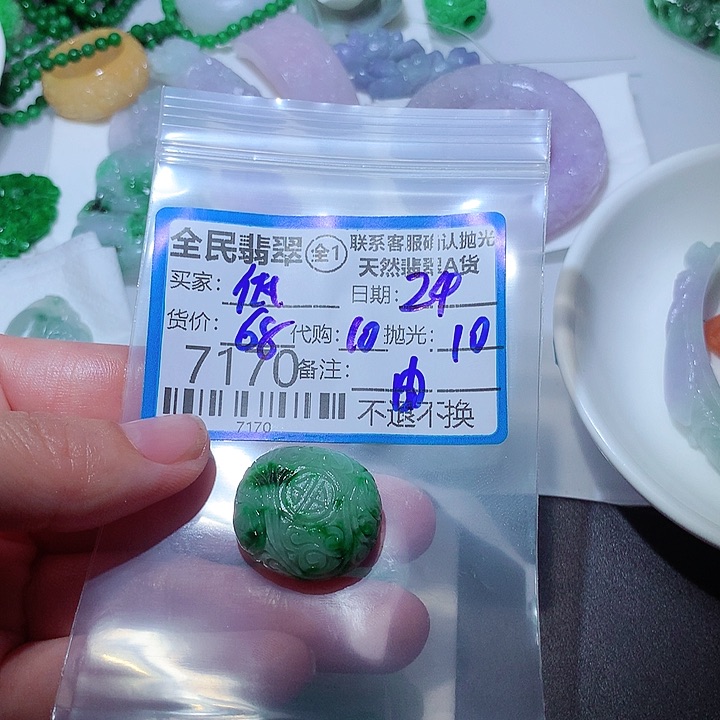 全民翡翠 全1 联系客服确认抛光
天然翡翠A货
买家: 低 日期: 24
货价: 68 代购: 10 抛光: 10
7170 备注: 由
7170 不退不换